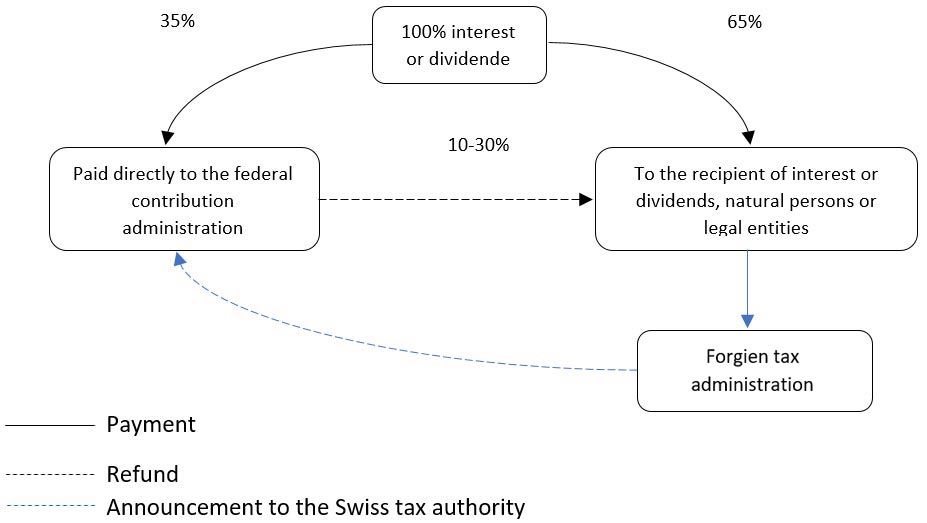 35%
100% interest
or dividende
65%
10-30%
Paid directly to the federal
contribution
administration
To the recipient of interest or
dividends, natural persons or
legal entities
Forgien tax
administration
Payment
Refund
Announcement to the Swiss tax authority